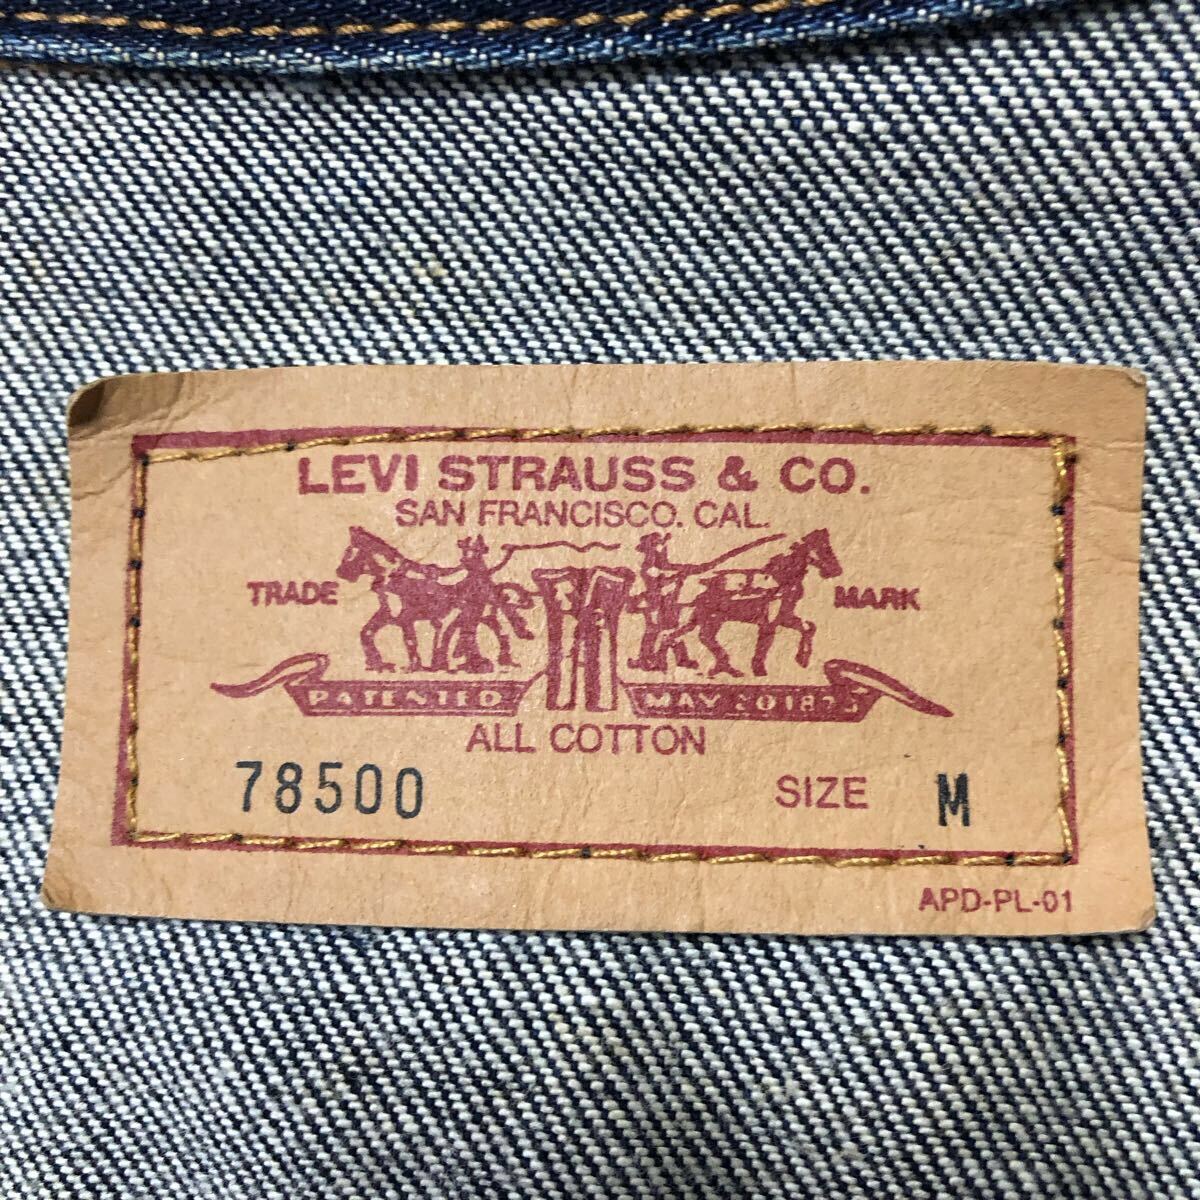 LEVI STRAUSS & CO.
SAN FRANCISCO. CAL.
TRADE MARK
PATENTED MAY 20 1873
ALL COTTON
78500 SIZE M
APD-PL-01